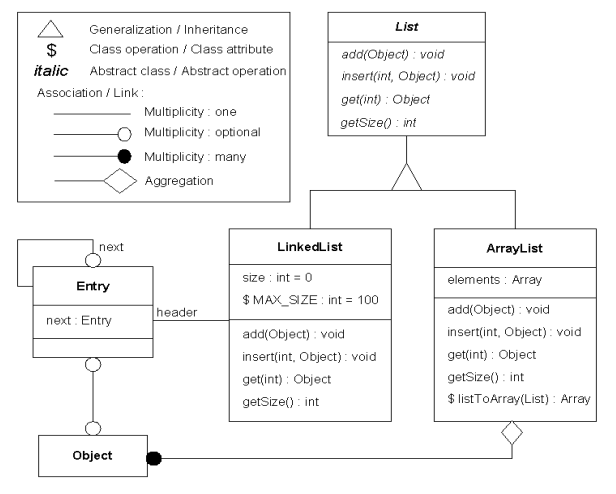 Generalization / Inheritance
$ Class operation / Class attribute
italic Abstract class / Abstract operation
Association / Link :
Multiplicity : one
Multiplicity : optional
Multiplicity : many
Aggregation
List
add(Object) : void
insert(int, Object) : void
get(int) : Object
getSize() : int
next
Entry
next : Entry
header
LinkedList
size : int = 0
$ MAX_SIZE : int = 100
add(Object) : void
insert(int, Object) : void
get(int) : Object
getSize() : int
ArrayList
elements : Array
add(Object) : void
insert(int, Object) : void
get(int) : Object
getSize() : int
$ listToArray(List) : Array
Object